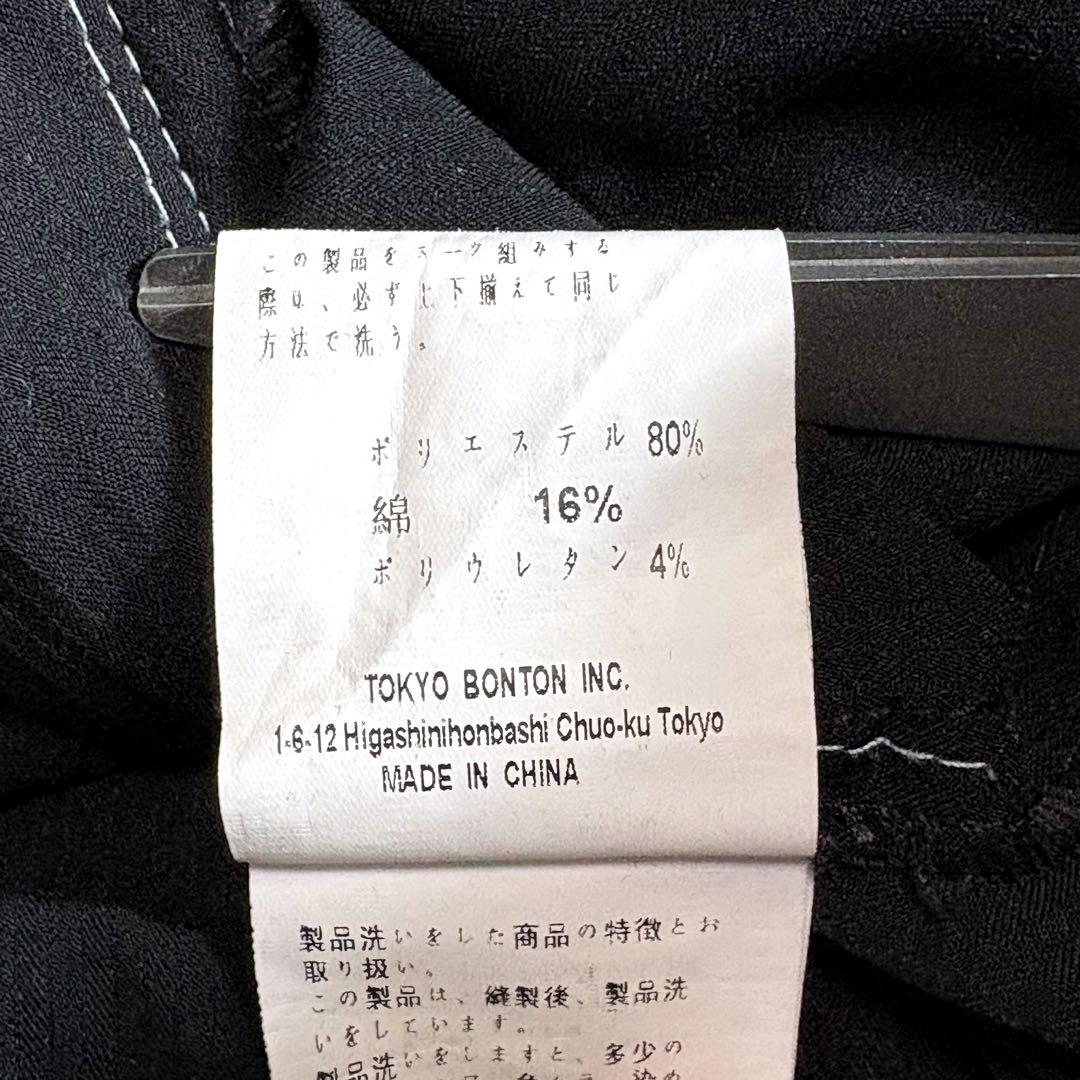 この製品をスーツ組みする
際は、必ず上下揃えて同じ
方法で洗う。
ポリエステル 80%
綿 16%
ポリウレタン 4%
TOKYO BONTON INC.
1-6-12 Higashinihonbashi Chuo-ku Tokyo
MADE IN CHINA
製品洗いをした商品の特徴とお
取り扱い。
この製品は、縫製後、製品洗
いをしています。
製品洗いをしますと、多少の